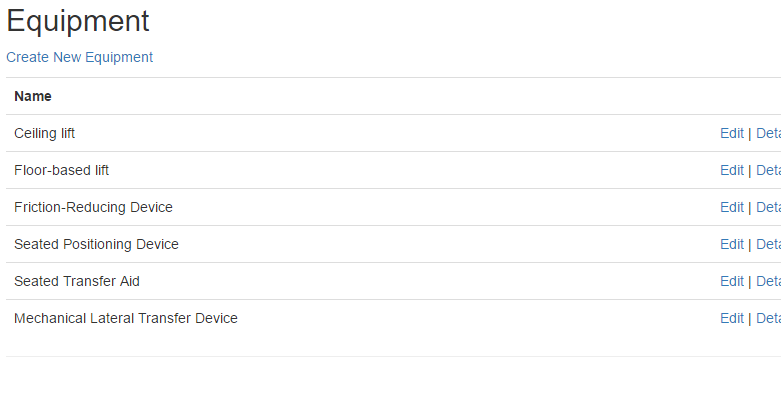 Equipment
Create New Equipment
Name
Ceiling lift Edit | Deta
Floor-based lift Edit | Deta
Friction-Reducing Device Edit | Deta
Seated Positioning Device Edit | Deta
Seated Transfer Aid Edit | Deta
Mechanical Lateral Transfer Device Edit | Deta